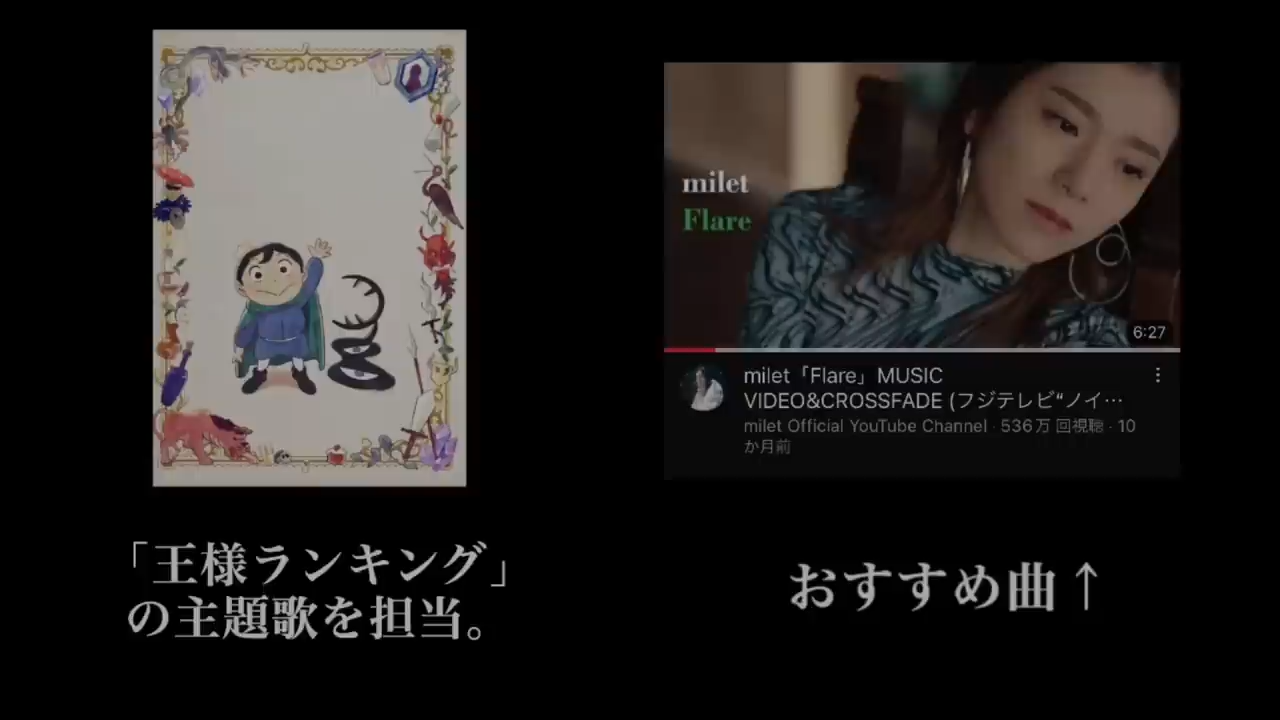 milet
Flare
6:27
milet「Flare」MUSIC
VIDEO&CROSSFADE (フジテレビ“ノイ…
milet Official YouTube Channel · 536万 回視聴 · 10
か月前
「王様ランキング」
の主題歌を担当。
おすすめ曲↑